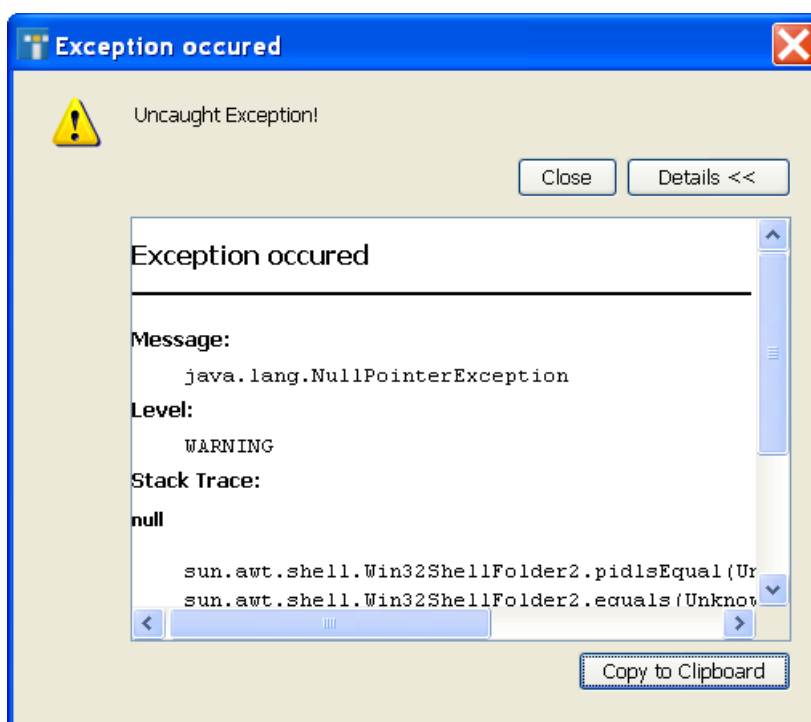 Exception occured
Uncaught Exception!
Close
Details <<
Exception occured
Message:
java.lang.NullPointerException
Level:
WARNING
Stack Trace:
null
sun.awt.shell.Win32ShellFolder2.pidlsEqual(Un
sun.awt.shell.Win32ShellFolder2.equals(Unknow
Copy to Clipboard